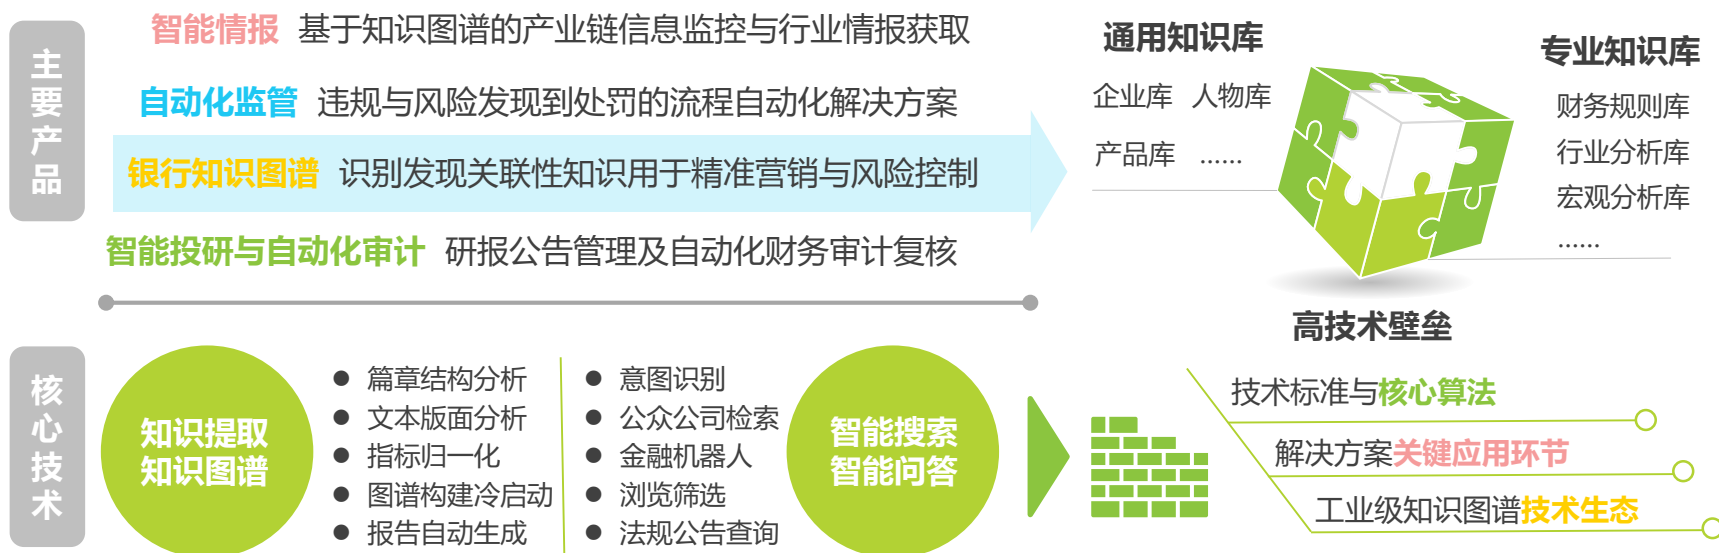 主要产品
智能情报 基于知识图谱的产业链信息监控与行业情报获取
自动化监管 违规与风险发现到处罚的流程自动化解决方案
银行知识图谱 识别发现关联性知识用于精准营销与风险控制
智能投研与自动化审计 研报公告管理及自动化财务审计复核
通用知识库
企业库 人物库
产品库 ......
专业知识库
财务规则库
行业分析库
宏观分析库
......
核心技术
知识提取
知识图谱
● 篇章结构分析
● 文本版面分析
● 指标归一化
● 图谱构建冷启动
● 报告自动生成
● 意图识别
● 公众公司检索
● 金融机器人
● 浏览筛选
● 法规公告查询
智能搜索
智能问答
高技术壁垒
技术标准与核心算法
解决方案关键应用环节
工业级知识图谱技术生态